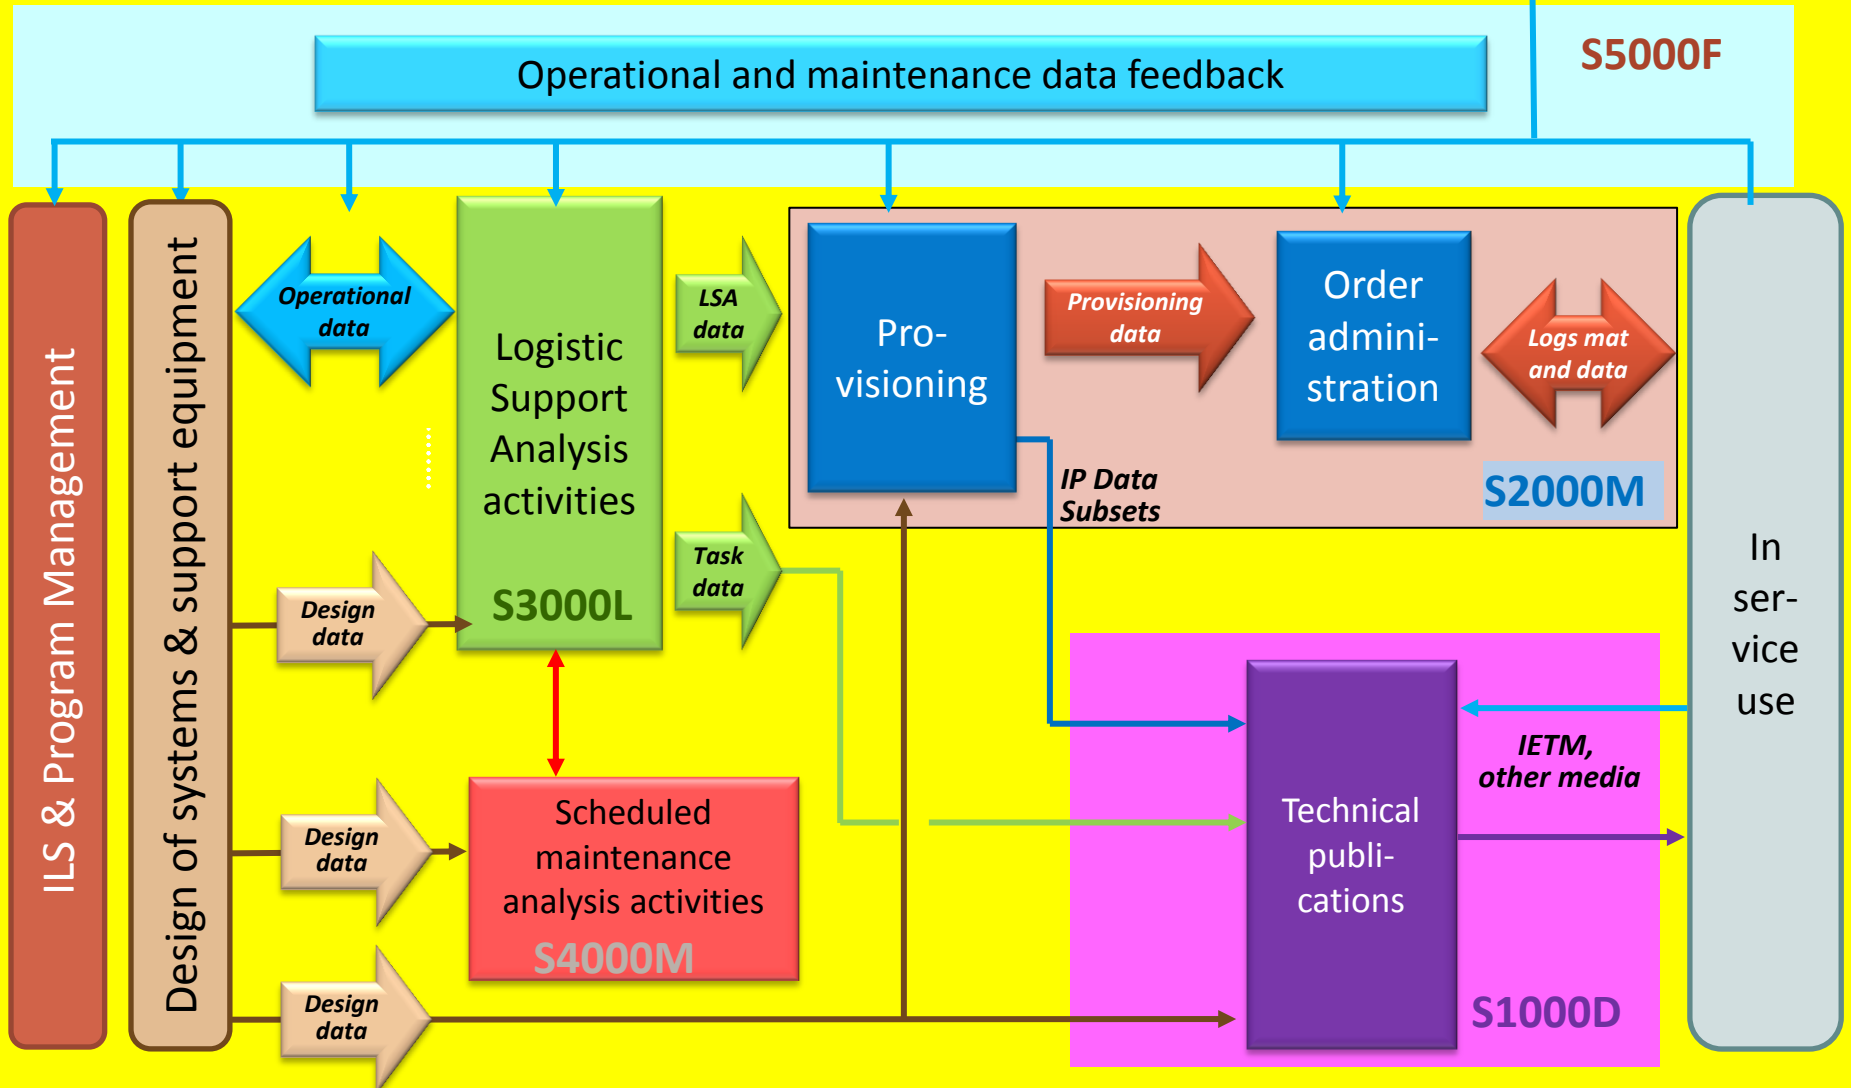 S5000F
Operational and maintenance data feedback
ILS & Program Management
Design of systems & support equipment
Operational
data
Logistic
Support
Analysis
activities
S3000L
LSA
data
Task
data
Pro-
visioning
Provisioning
data
Order
admini-
stration
Logs mat
and data
IP Data
Subsets
S2000M
In
ser-
vice
use
Design
data
Design
data
Design
data
Scheduled
maintenance
analysis activities
S4000M
Technical
publi-
cations
IETM,
other media
S1000D